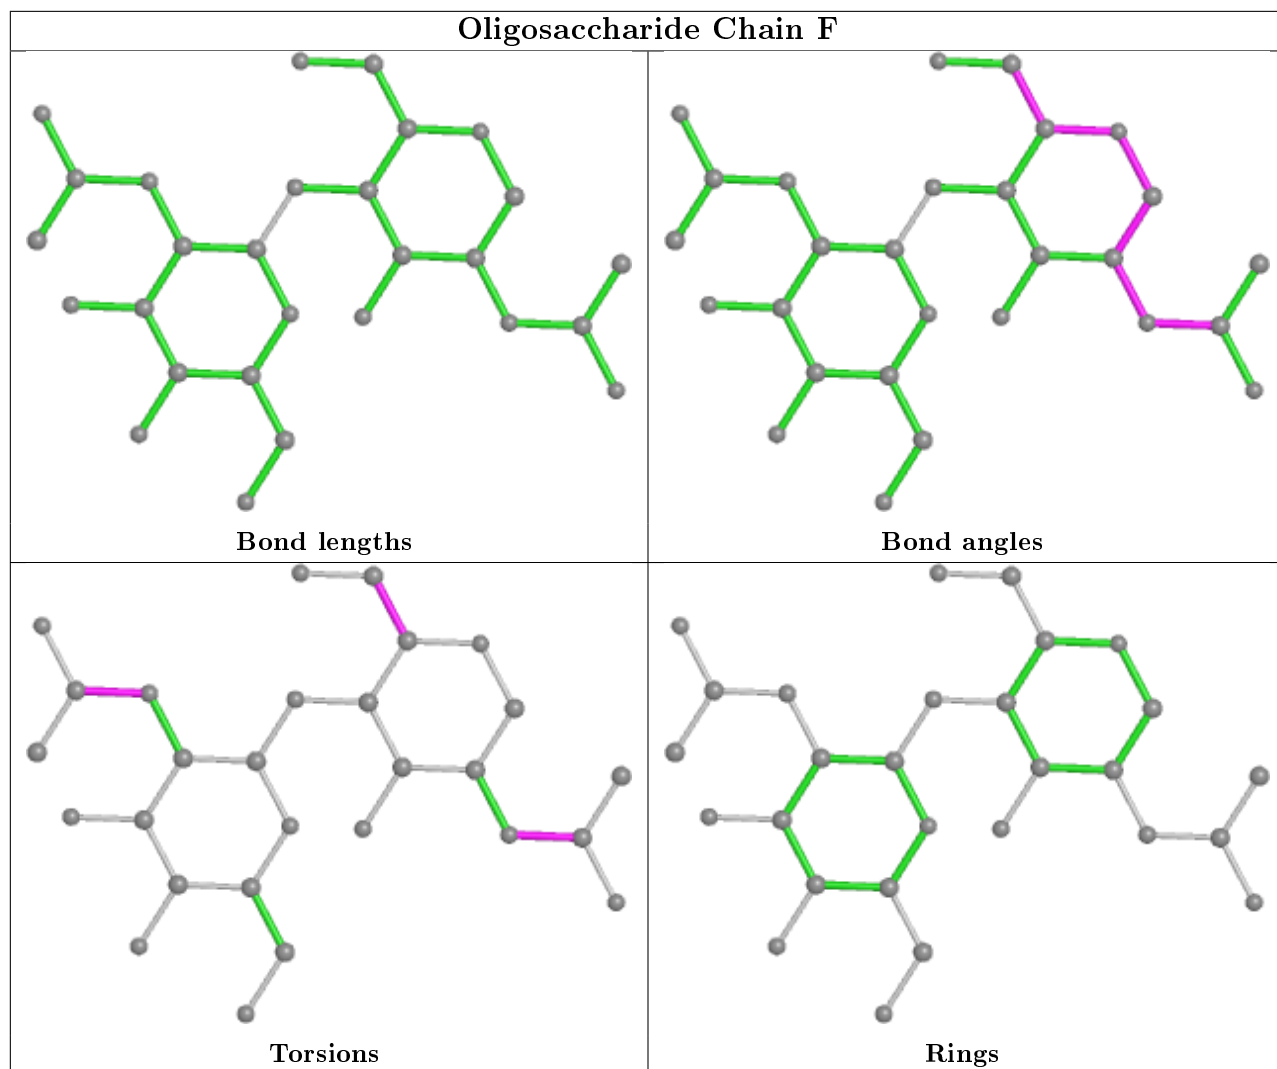 Oligosaccharide Chain F
Bond lengths
Bond angles
Torsions
Rings